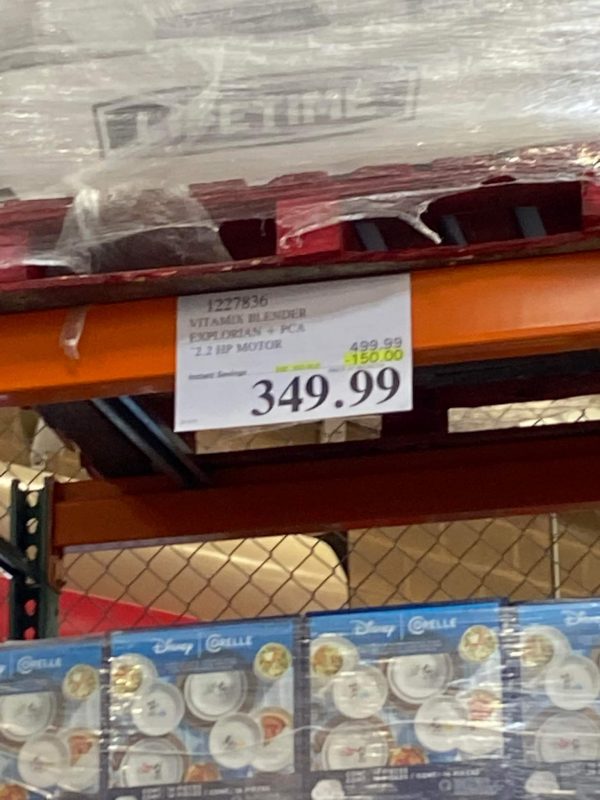 LIFETIME
1227836
VITAMIX BLENDER
EXPLORIAN + PCA
2.2 HP MOTOR
499.99
-150.00
Instant Savings
349.99
Disney | CORELLE
Disney | CORELLE
CORELLE
Disney